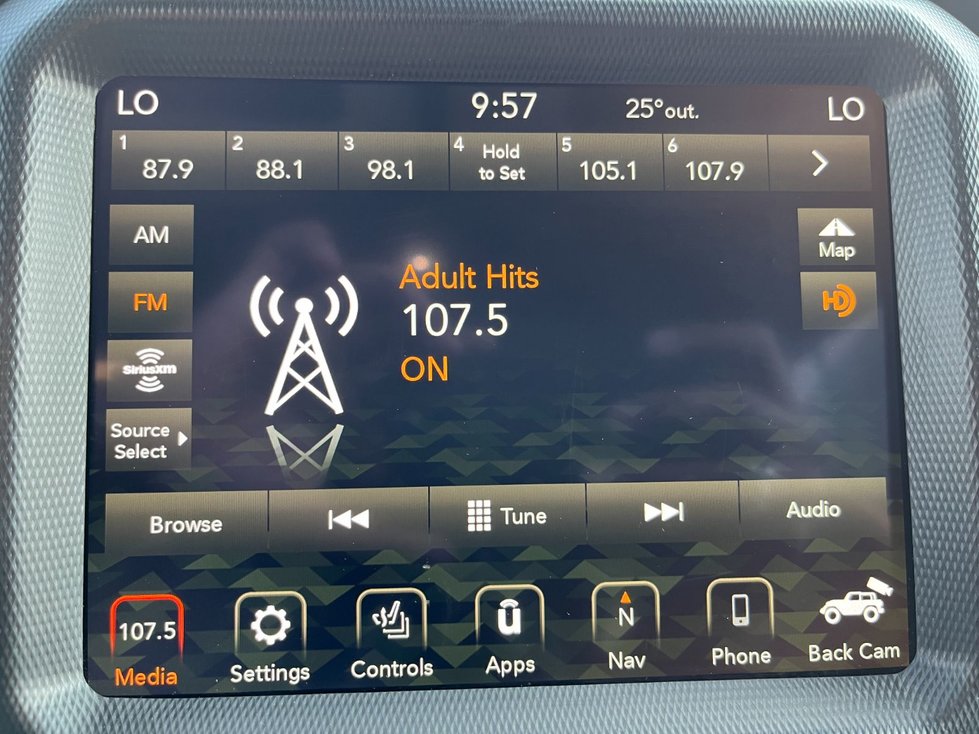 LO 9:57 25°out. LO
1 87.9 2 88.1 3 98.1 4 Hold to Set 5 105.1 6 107.9
AM
Map
FM
HD
SiriusXM
Source
Select
Adult Hits
107.5
ON
Browse Tune Audio
107.5 N
Media Settings Controls Apps Nav Phone Back Cam